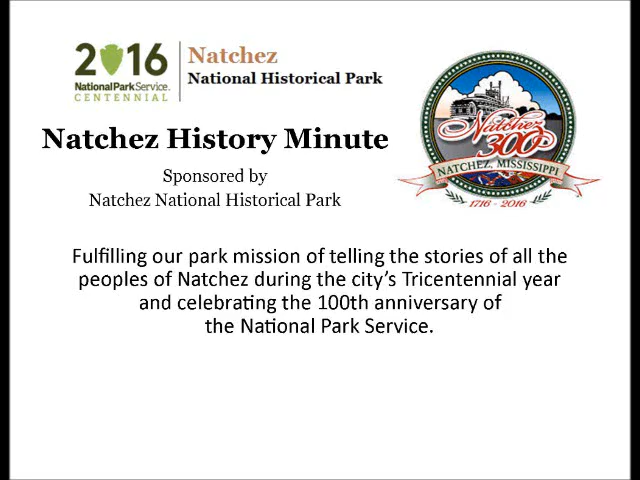 2016
National Park Service
CENTENNIAL
Natchez
National Historical Park
Natchez History Minute
Sponsored by
Natchez National Historical Park
Natchez
300
NATCHEZ, MISSISSIPPI
1716 - 2016
Fulfilling our park mission of telling the stories of all the
peoples of Natchez during the city's Tricentennial year
and celebrating the 100th anniversary of
the National Park Service.